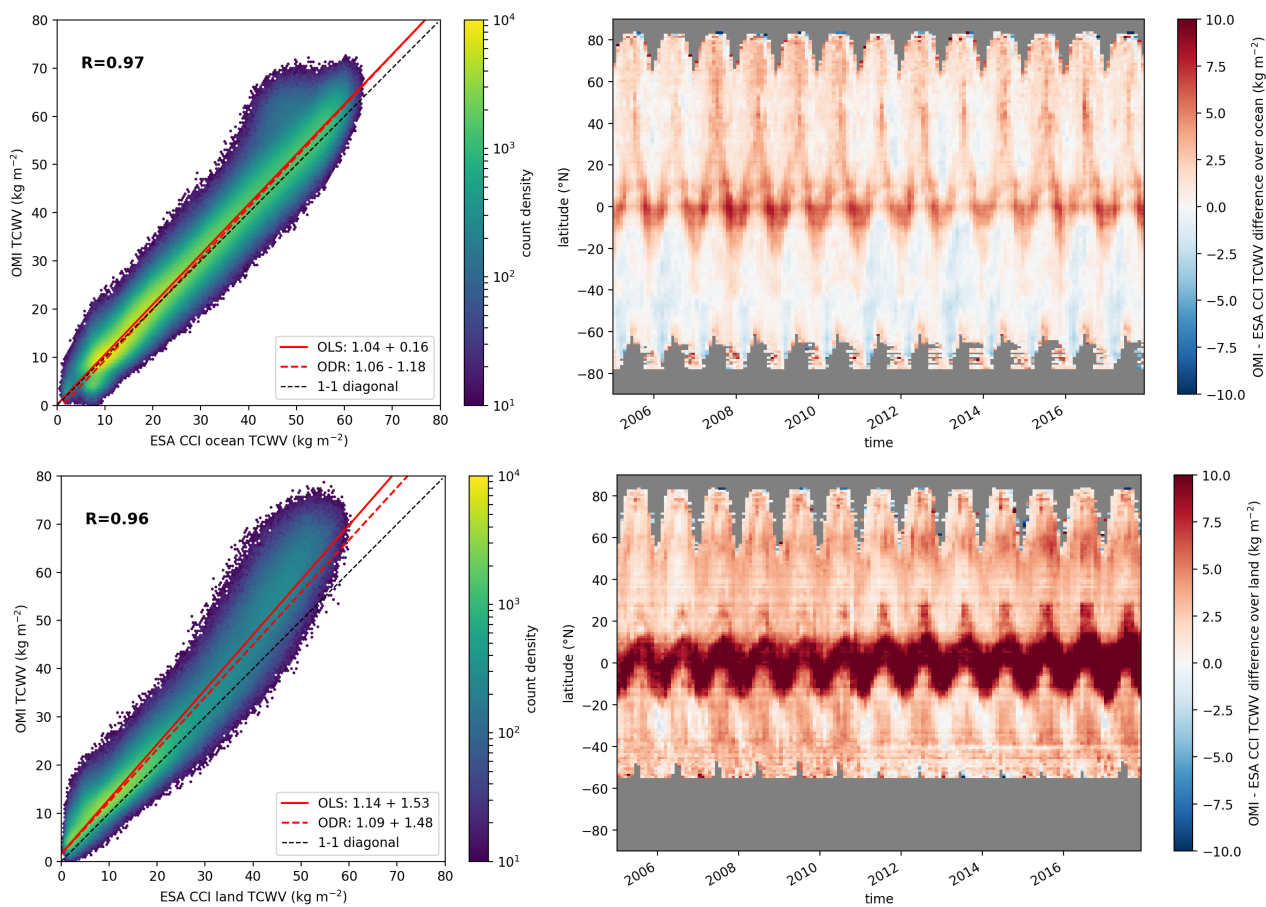 R=0.97
80
70
60
50
40
30
20
10
0
OMI TCWV (kg m⁻²)
0 10 20 30 40 50 60 70 80
ESA CCI ocean TCWV (kg m⁻²)
OLS: 1.04 + 0.16
ODR: 1.06 - 1.18
1-1 diagonal
10⁴
10³
10²
10¹
count density
80
60
40
20
0
−20
−40
−60
−80
latitude (°N)
2006 2008 2010 2012 2014 2016
time
10.0
7.5
5.0
2.5
0.0
−2.5
−5.0
−7.5
−10.0
OMI - ESA CCI TCWV difference over ocean (kg m⁻²)
R=0.96
80
70
60
50
40
30
20
10
0
OMI TCWV (kg m⁻²)
0 10 20 30 40 50 60 70 80
ESA CCI land TCWV (kg m⁻²)
OLS: 1.14 + 1.53
ODR: 1.09 + 1.48
1-1 diagonal
10⁴
10³
10²
10¹
count density
80
60
40
20
0
−20
−40
−60
−80
latitude (°N)
2006 2008 2010 2012 2014 2016
time
10.0
7.5
5.0
2.5
0.0
−2.5
−5.0
−7.5
−10.0
OMI - ESA CCI TCWV difference over land (kg m⁻²)